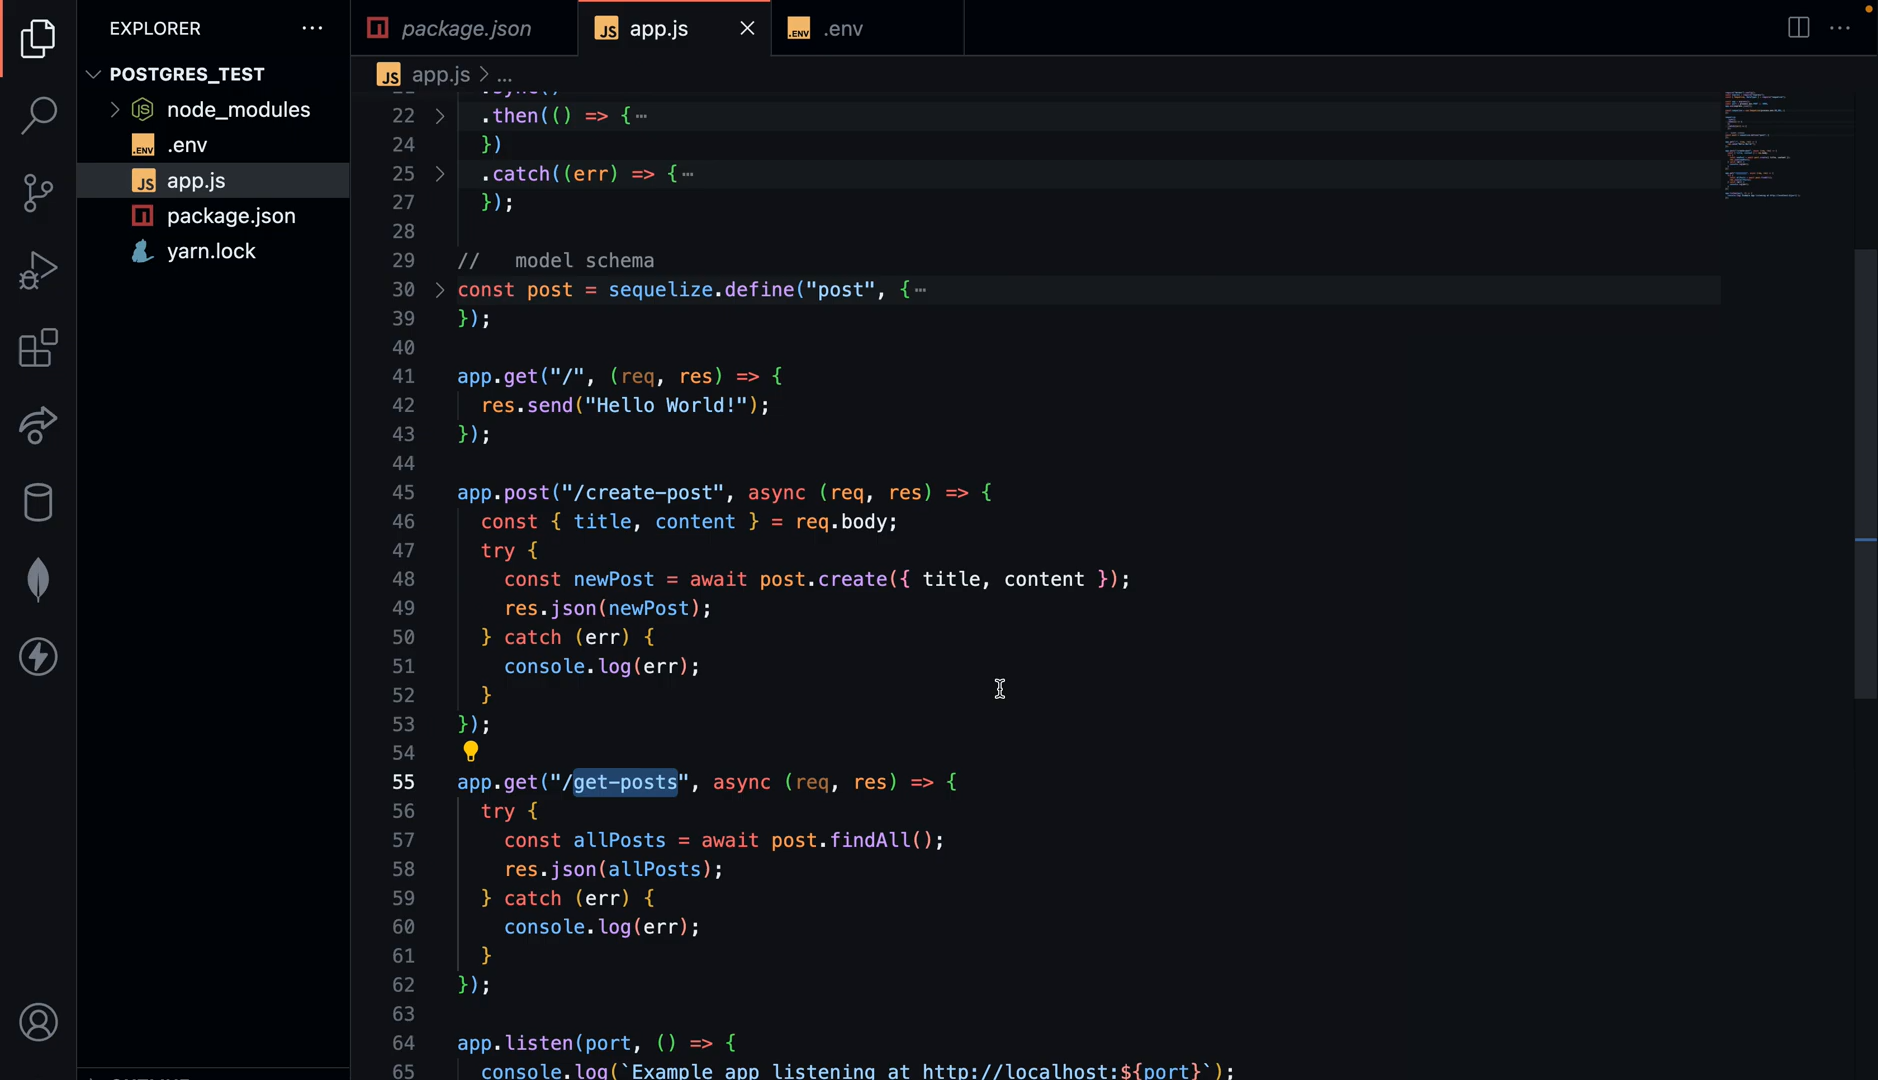 EXPLORER ...
POSTGRES_TEST
node_modules
.env
app.js
package.json
yarn.lock
package.json
JS app.js
.ENV .env
JS app.js > ...
22 .then(() => {…
24 })
25 .catch((err) => {…
27 });
28
29 // model schema
30 const post = sequelize.define("post", {…
39 });
40
41 app.get("/", (req, res) => {
42 res.send("Hello World!");
43 });
44
45 app.post("/create-post", async (req, res) => {
46 const { title, content } = req.body;
47 try {
48 const newPost = await post.create({ title, content });
49 res.json(newPost);
50 } catch (err) {
51 console.log(err);
52 }
53 });
54
55 app.get("/get-posts", async (req, res) => {
56 try {
57 const allPosts = await post.findAll();
58 res.json(allPosts);
59 } catch (err) {
60 console.log(err);
61 }
62 });
63
64 app.listen(port, () => {
65 console.log(`Example app listening at http://localhost:${port}`);